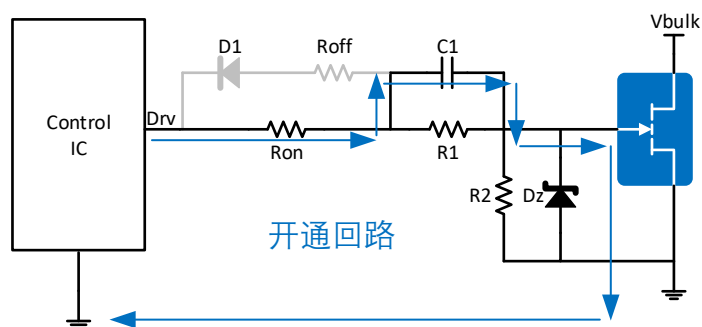 Vbulk
D1
Roff
C1
Control
IC
Drv
Ron
R1
R2
Dz
开通回路